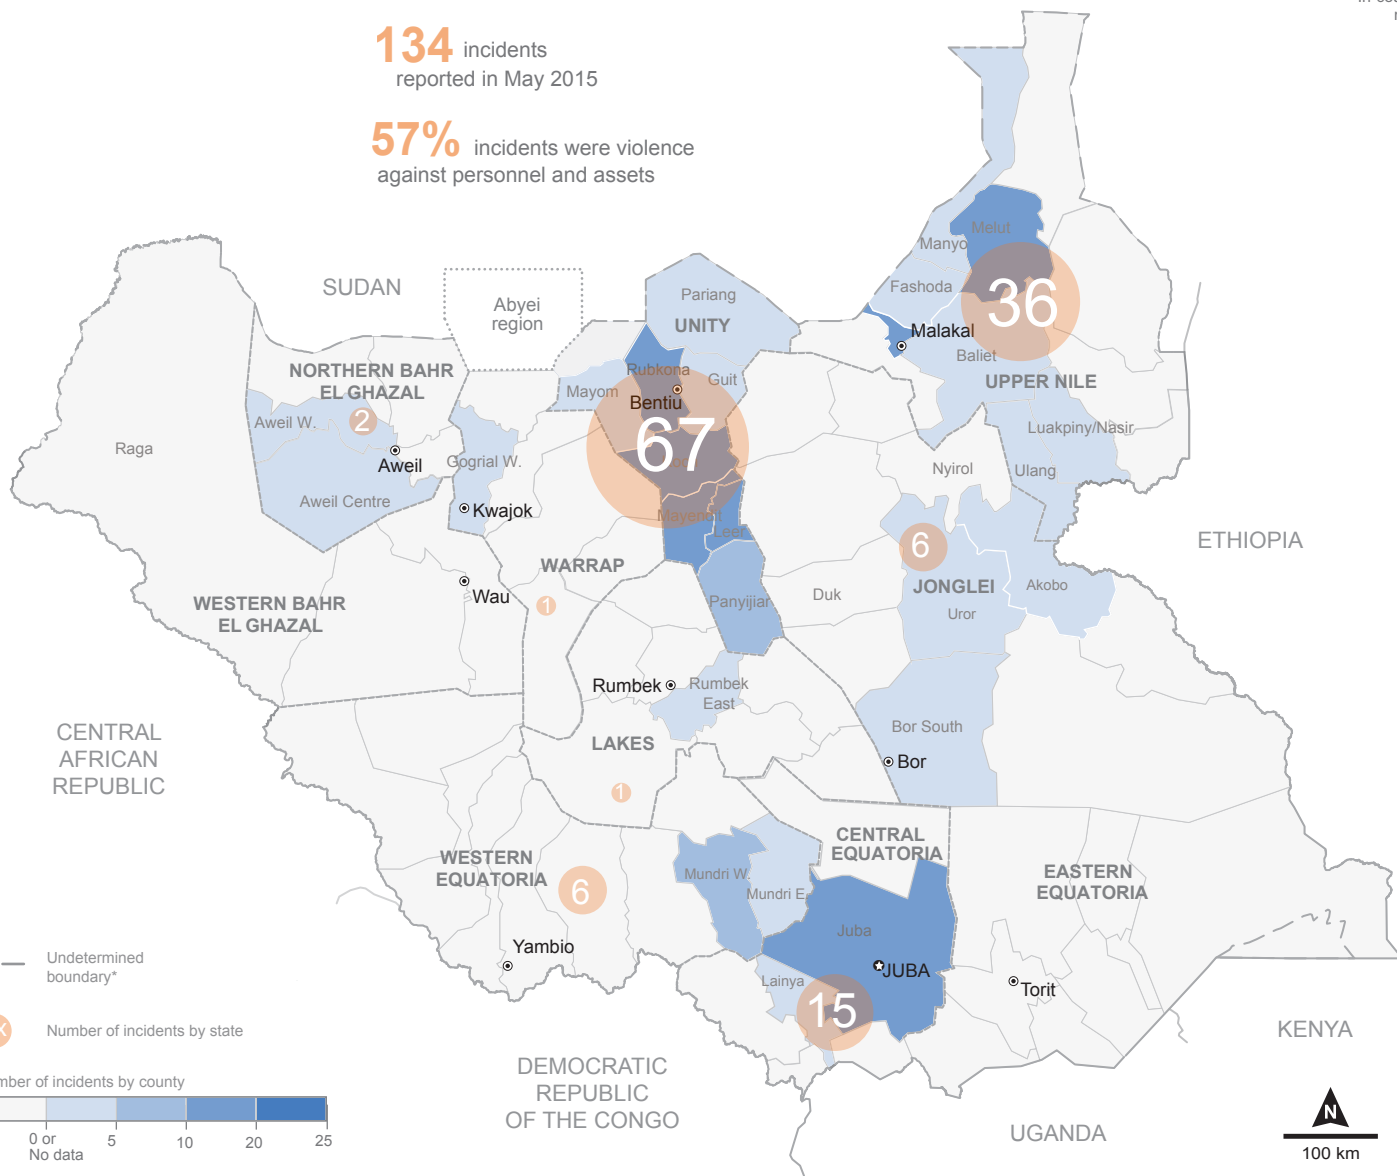 134 incidents
reported in May 2015
57% incidents were violence
against personnel and assets
SUDAN
Abyei
region
Pariang
UNITY
Manyo
Melut
Fashoda
36
Malakal
Baliet
UPPER NILE
Luakpiny/Nasir
Ulang
Nyirol
NORTHERN BAHR
EL GHAZAL
Aweil W.
2
Aweil
Aweil Centre
Raga
Gogrial W.
Kwajok
Mayom
Rubkona
Guit
Bentiu
67
Mayendit
Leer
Panyijiar
WARRAP
1
Wau
WESTERN BAHR
EL GHAZAL
Duk
6
JONGLEI
Uror
Akobo
ETHIOPIA
Rumbek
Rumbek
East
LAKES
1
Bor South
Bor
CENTRAL
AFRICAN
REPUBLIC
WESTERN
EQUATORIA
6
Yambio
Mundri W.
Mundri E.
CENTRAL
EQUATORIA
Juba
JUBA
Lainya
15
EASTERN
EQUATORIA
Torit
KENYA
UGANDA
DEMOCRATIC
REPUBLIC
OF THE CONGO
Undetermined
boundary*
x
Number of incidents by state
mber of incidents by county
0 or
No data
5
10
20
25
N
100 km